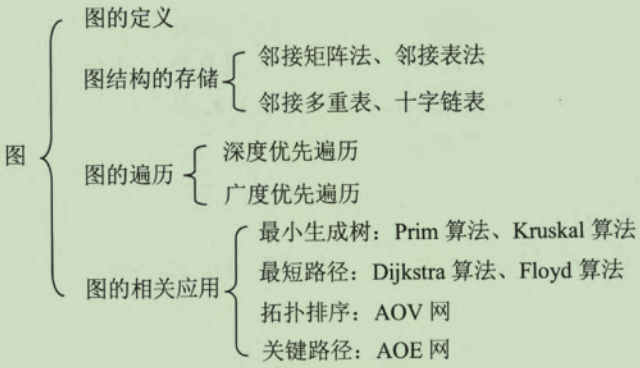 图
图的定义
图结构的存储
邻接矩阵法、邻接表法
邻接多重表、十字链表
图的遍历
深度优先遍历
广度优先遍历
图的相关应用
最小生成树：Prim 算法、Kruskal 算法
最短路径：Dijkstra 算法、Floyd 算法
拓扑排序：AOV 网
关键路径：AOE 网